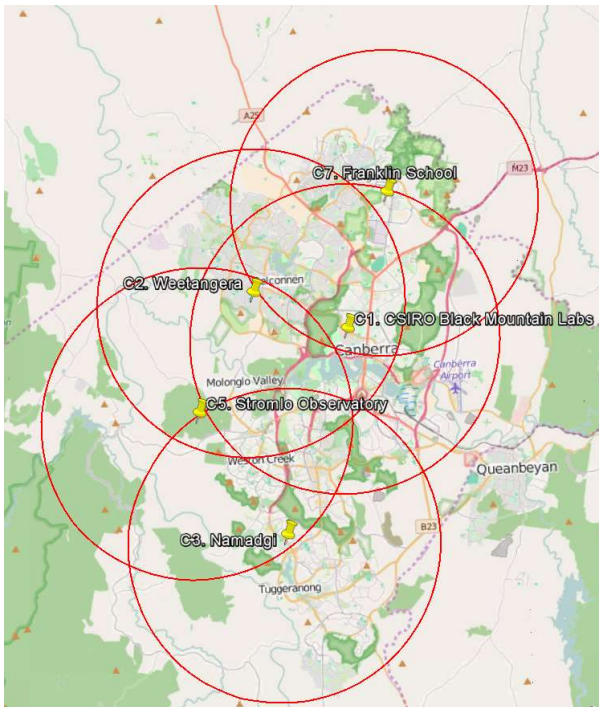 A25
C7. Franklin School
M23
C2. Weetangera
C1. CSIRO Black Mountain Labs
Canberra
Canberra
Airport
Molonglo Valley
C5. Stromlo Observatory
Weston Creek
Queanbeyan
B23
C3. Namadgi
Tuggeranong